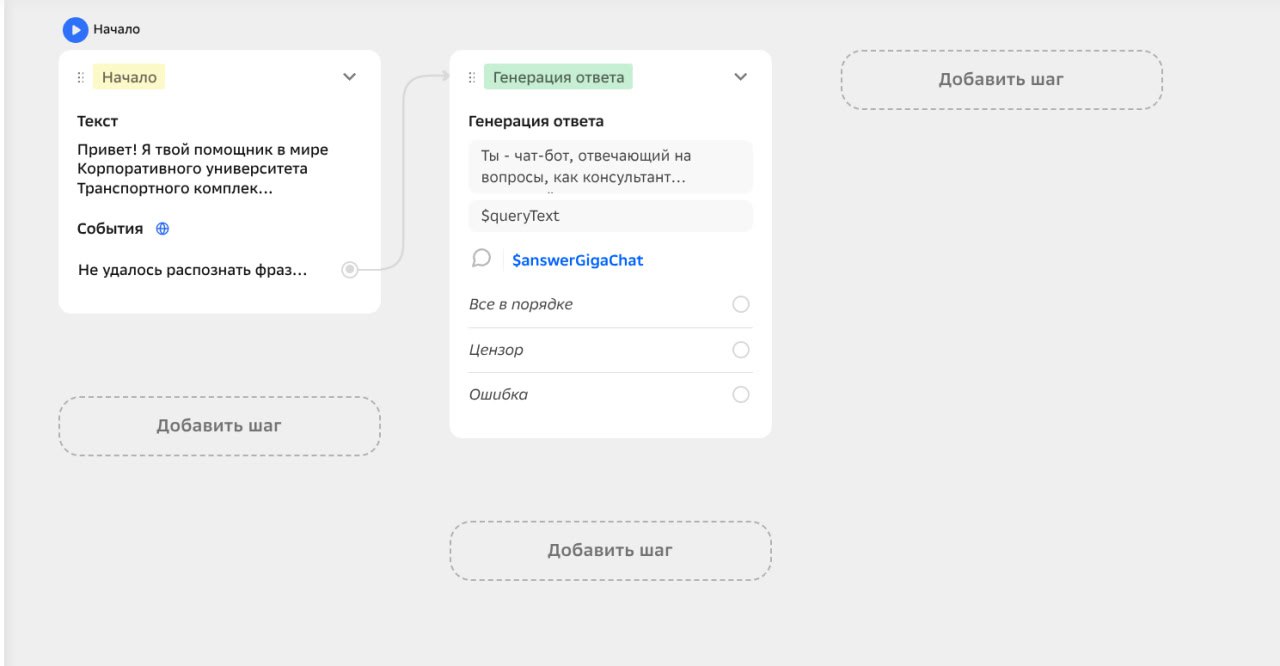 Начало
Начало
Текст
Привет! Я твой помощник в мире
Корпоративного университета
Транспортного комплек...
События
Не удалось распознать фраз...
Добавить шаг
Генерация ответа
Генерация ответа
Ты - чат-бот, отвечающий на
вопросы, как консультант...
$queryText
$answerGigaChat
Все в порядке
Цензор
Ошибка
Добавить шаг
Добавить шаг